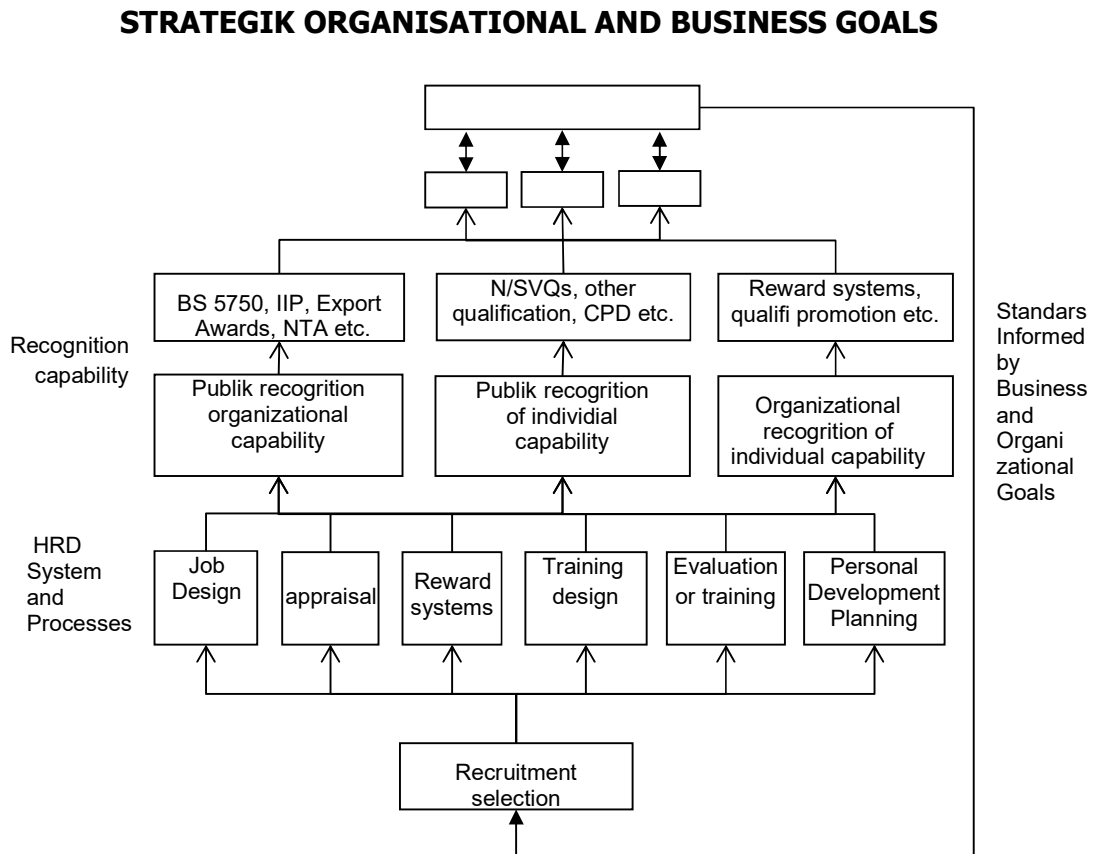 STRATEGIK ORGANISATIONAL AND BUSINESS GOALS
BS 5750, IIP, Export
Awards, NTA etc.
N/SVQs, other
qualification, CPD etc.
Reward systems,
qualifi promotion etc.
Recognition
capability
Publik recogrition
organizational
capability
Publik recogrition
of individial
capability
Organizational
recogrition of
individual capability
Standars
Informed
by
Business
and
Organi
zational
Goals
HRD
System
and
Processes
Job
Design
appraisal
Reward
systems
Training
design
Evaluation
or training
Personal
Development
Planning
Recruitment
selection